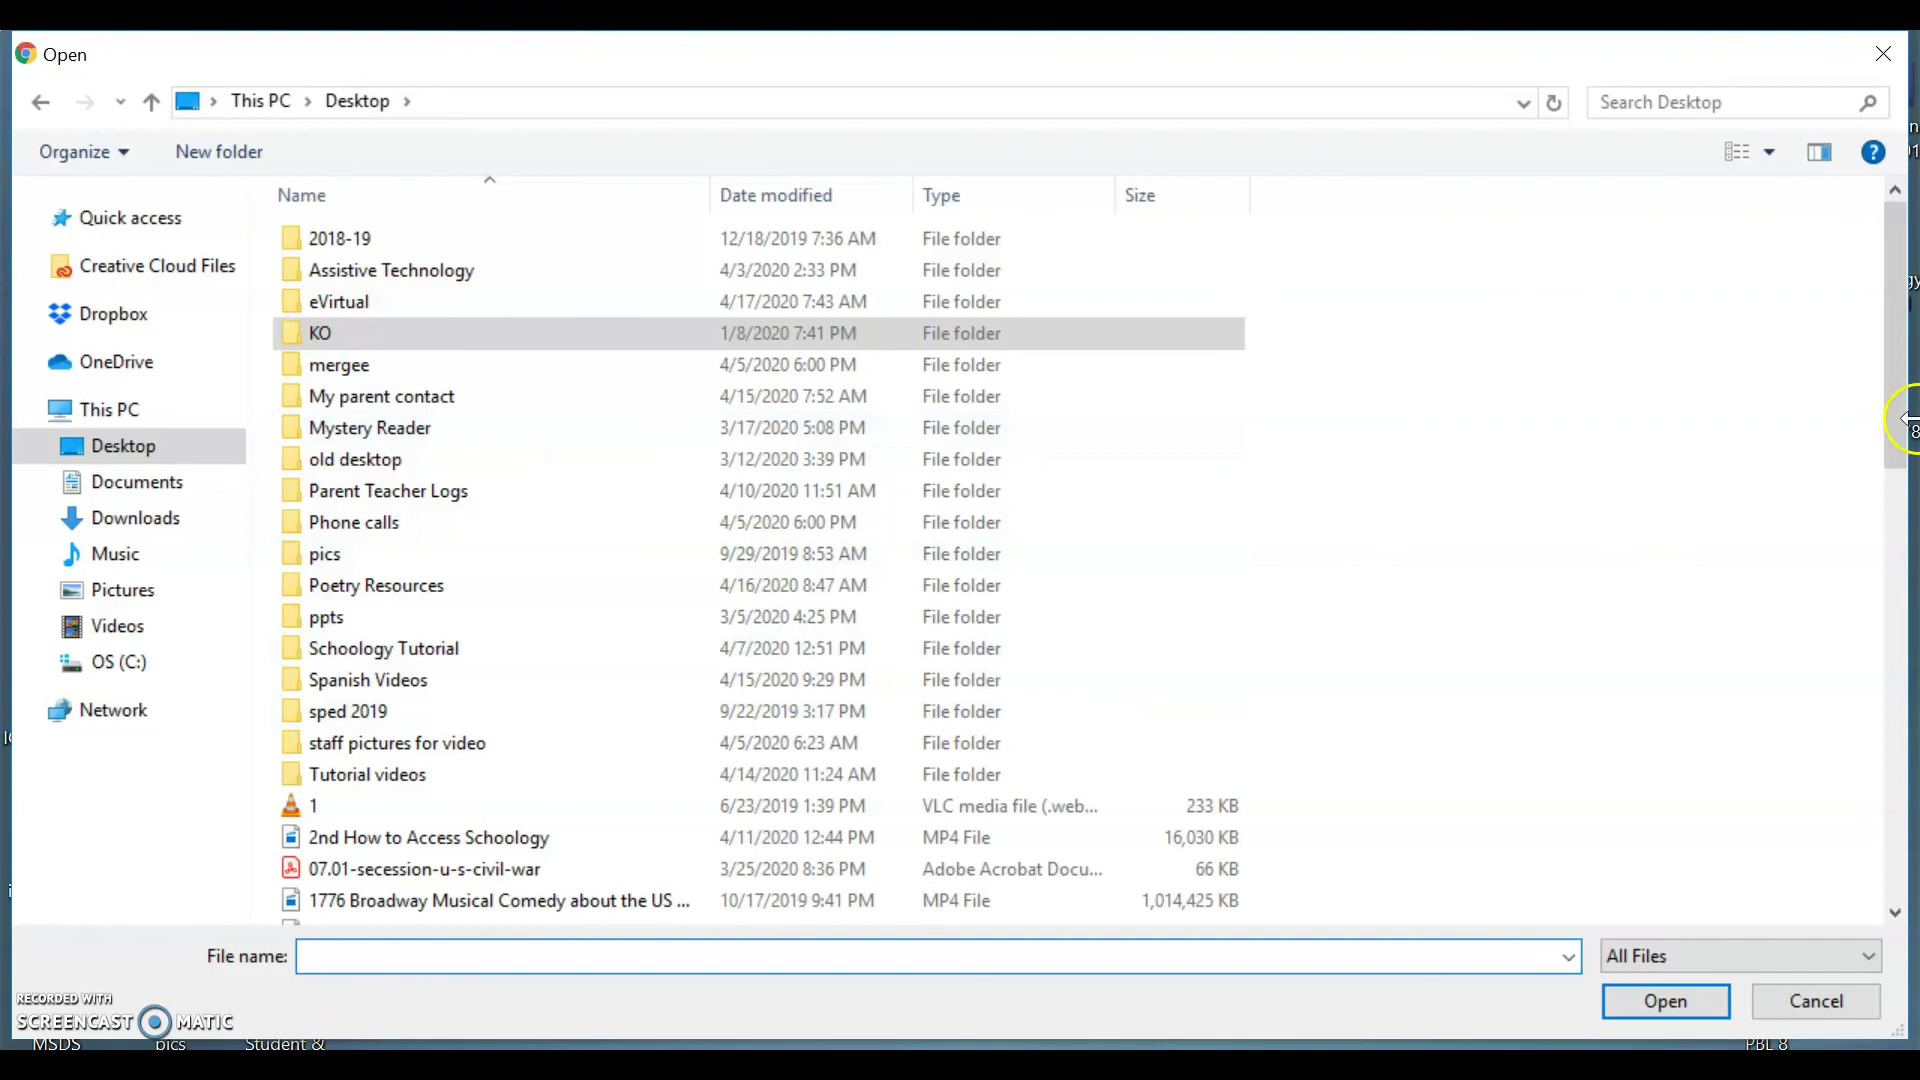 Open
This PC > Desktop >
Search Desktop
Organize
New folder
?
Name
Date modified
Type
Size
Quick access
Creative Cloud Files
Dropbox
OneDrive
This PC
Desktop
Documents
Downloads
Music
Pictures
Videos
OS (C:)
Network
2018-19 12/18/2019 7:36 AM File folder
Assistive Technology 4/3/2020 2:33 PM File folder
eVirtual 4/17/2020 7:43 AM File folder
KO 1/8/2020 7:41 PM File folder
mergee 4/5/2020 6:00 PM File folder
My parent contact 4/15/2020 7:52 AM File folder
Mystery Reader 3/17/2020 5:08 PM File folder
old desktop 3/12/2020 3:39 PM File folder
Parent Teacher Logs 4/10/2020 11:51 AM File folder
Phone calls 4/5/2020 6:00 PM File folder
pics 9/29/2019 8:53 AM File folder
Poetry Resources 4/16/2020 8:47 AM File folder
ppts 3/5/2020 4:25 PM File folder
Schoology Tutorial 4/7/2020 12:51 PM File folder
Spanish Videos 4/15/2020 9:29 PM File folder
sped 2019 9/22/2019 3:17 PM File folder
staff pictures for video 4/5/2020 6:23 AM File folder
Tutorial videos 4/14/2020 11:24 AM File folder
1 6/23/2019 1:39 PM VLC media file (.web... 233 KB
2nd How to Access Schoology 4/11/2020 12:44 PM MP4 File 16,030 KB
07.01-secession-u-s-civil-war 3/25/2020 8:36 PM Adobe Acrobat Docu... 66 KB
1776 Broadway Musical Comedy about the US ... 10/17/2019 9:41 PM MP4 File 1,014,425 KB
File name:
All Files
Open
Cancel
RECORDED WITH
SCREENCAST MATIC
MSDS
pics
Student &
PBL 8